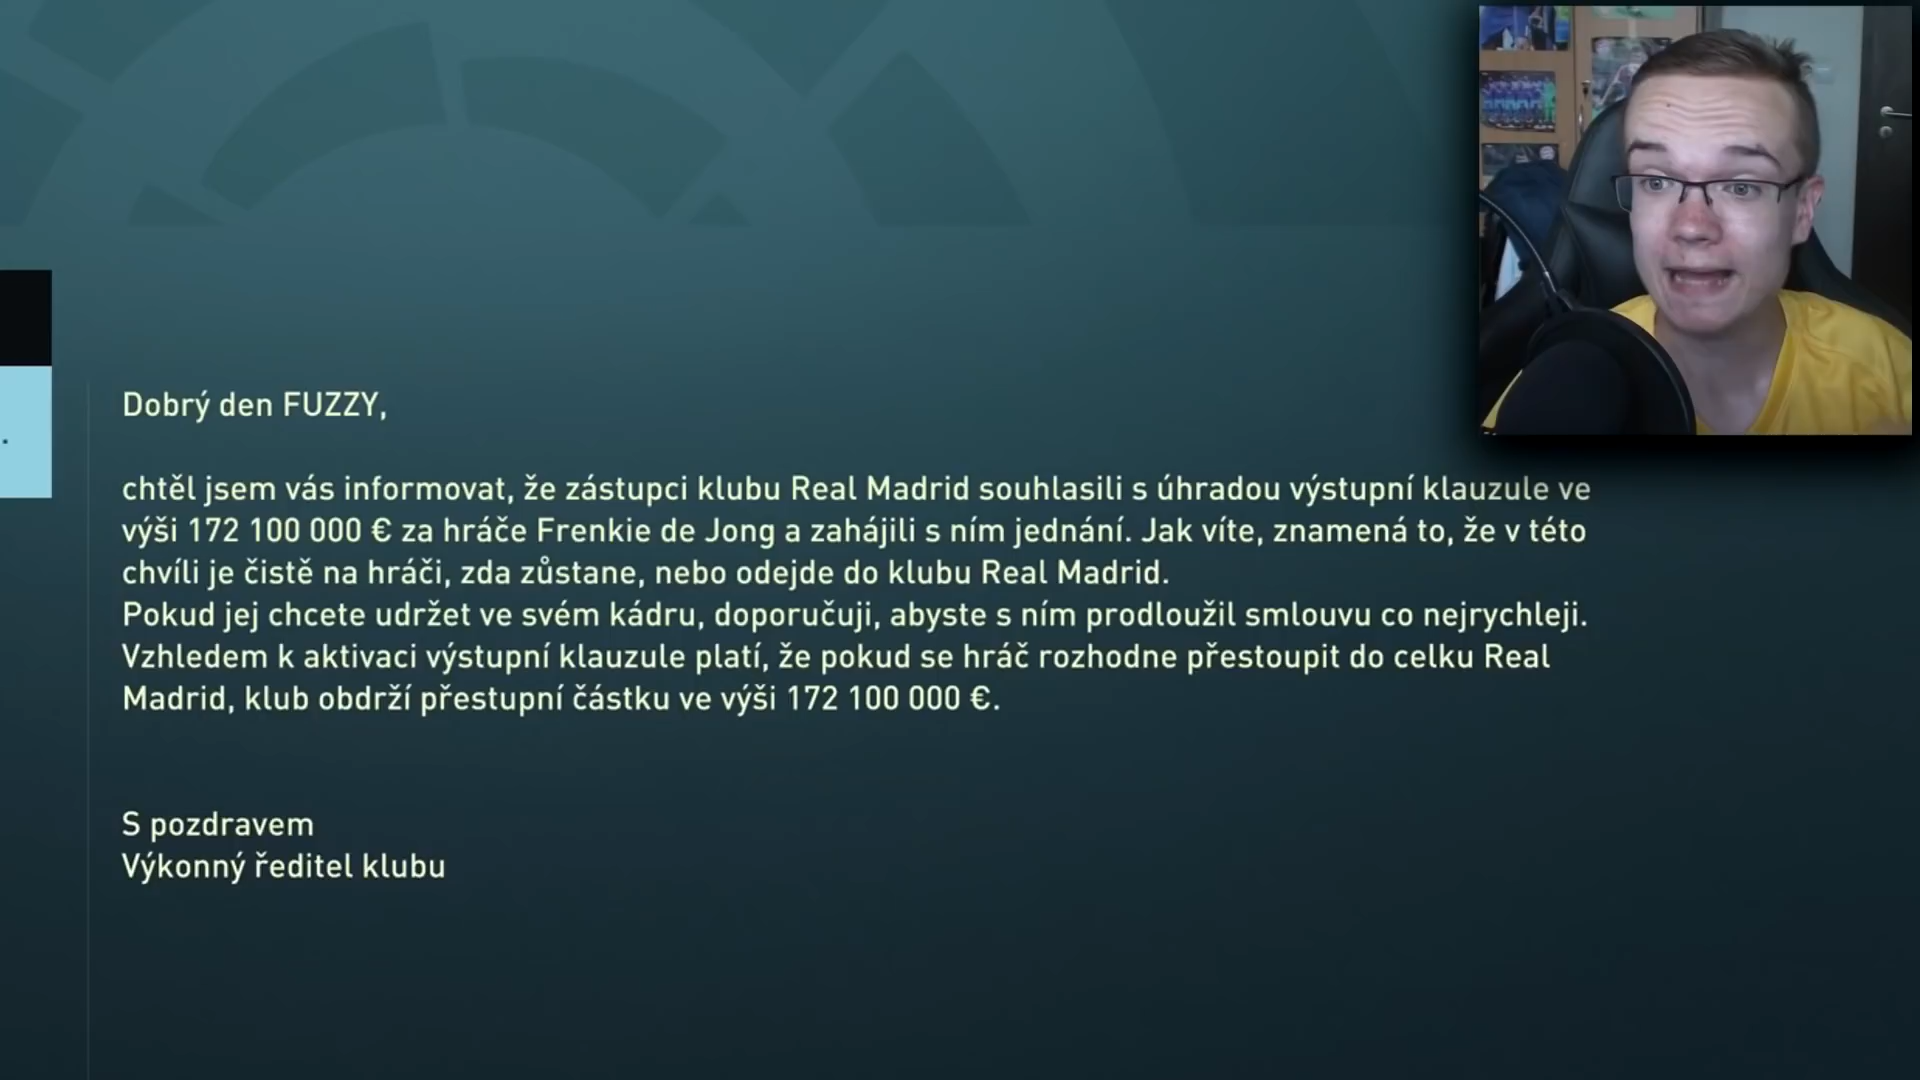 Dobrý den FUZZY,
chtěl jsem vás informovat, že zástupci klubu Real Madrid souhlasili s úhradou výstupní klauzule ve
výši 172 100 000 € za hráče Frenkie de Jong a zahájili s ním jednání. Jak víte, znamená to, že v této
chvíli je čistě na hráči, zda zůstane, nebo odejde do klubu Real Madrid.
Pokud jej chcete udržet ve svém kádru, doporučuji, abyste s ním prodloužil smlouvu co nejrychleji.
Vzhledem k aktivaci výstupní klauzule platí, že pokud se hráč rozhodne přestoupit do celku Real
Madrid, klub obdrží přestupní částku ve výši 172 100 000 €.
S pozdravem
Výkonný ředitel klubu